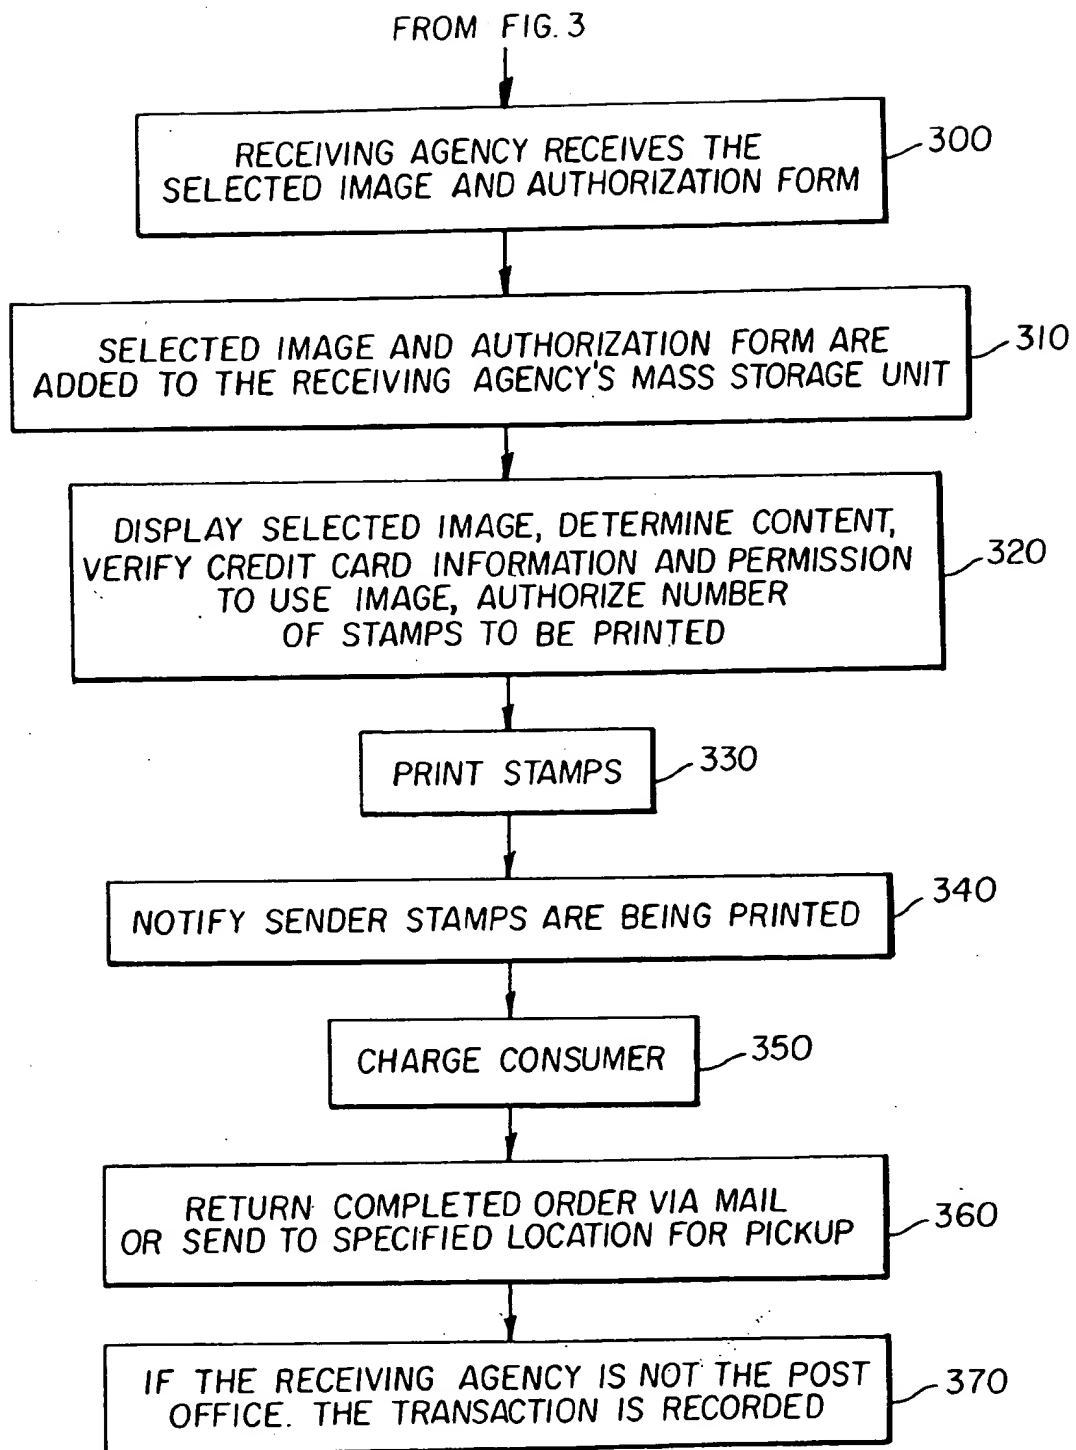 FROM FIG. 3
RECEIVING AGENCY RECEIVES THE
SELECTED IMAGE AND AUTHORIZATION FORM
300
SELECTED IMAGE AND AUTHORIZATION FORM ARE
ADDED TO THE RECEIVING AGENCY'S MASS STORAGE UNIT
310
DISPLAY SELECTED IMAGE, DETERMINE CONTENT,
VERIFY CREDIT CARD INFORMATION AND PERMISSION
TO USE IMAGE, AUTHORIZE NUMBER
OF STAMPS TO BE PRINTED
320
PRINT STAMPS
330
NOTIFY SENDER STAMPS ARE BEING PRINTED
340
CHARGE CONSUMER
350
RETURN COMPLETED ORDER VIA MAIL
OR SEND TO SPECIFIED LOCATION FOR PICKUP
360
IF THE RECEIVING AGENCY IS NOT THE POST
OFFICE. THE TRANSACTION IS RECORDED
370